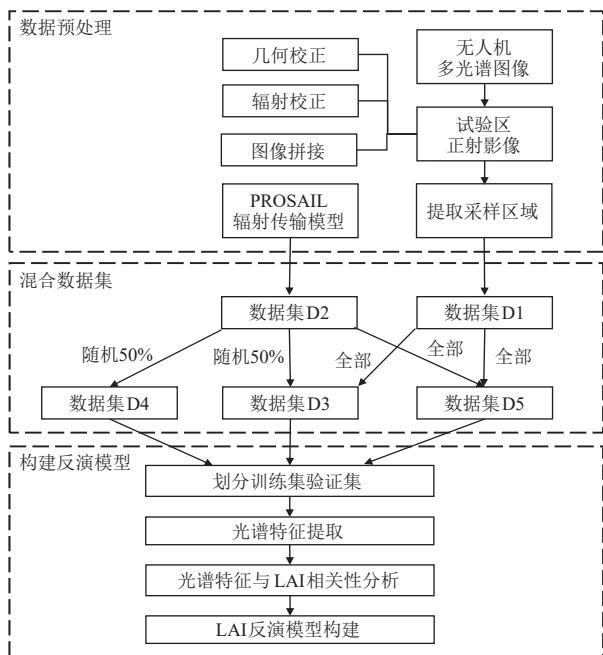 数据预处理
几何校正
辐射校正
图像拼接
无人机
多光谱图像
试验区
正射影像
PROSAIL
辐射传输模型
提取采样区域
混合数据集
数据集D2
数据集D1
随机50%
随机50%
全部
全部
全部
数据集D4
数据集D3
数据集D5
构建反演模型
划分训练集验证集
光谱特征提取
光谱特征与LAI相关性分析
LAI反演模型构建